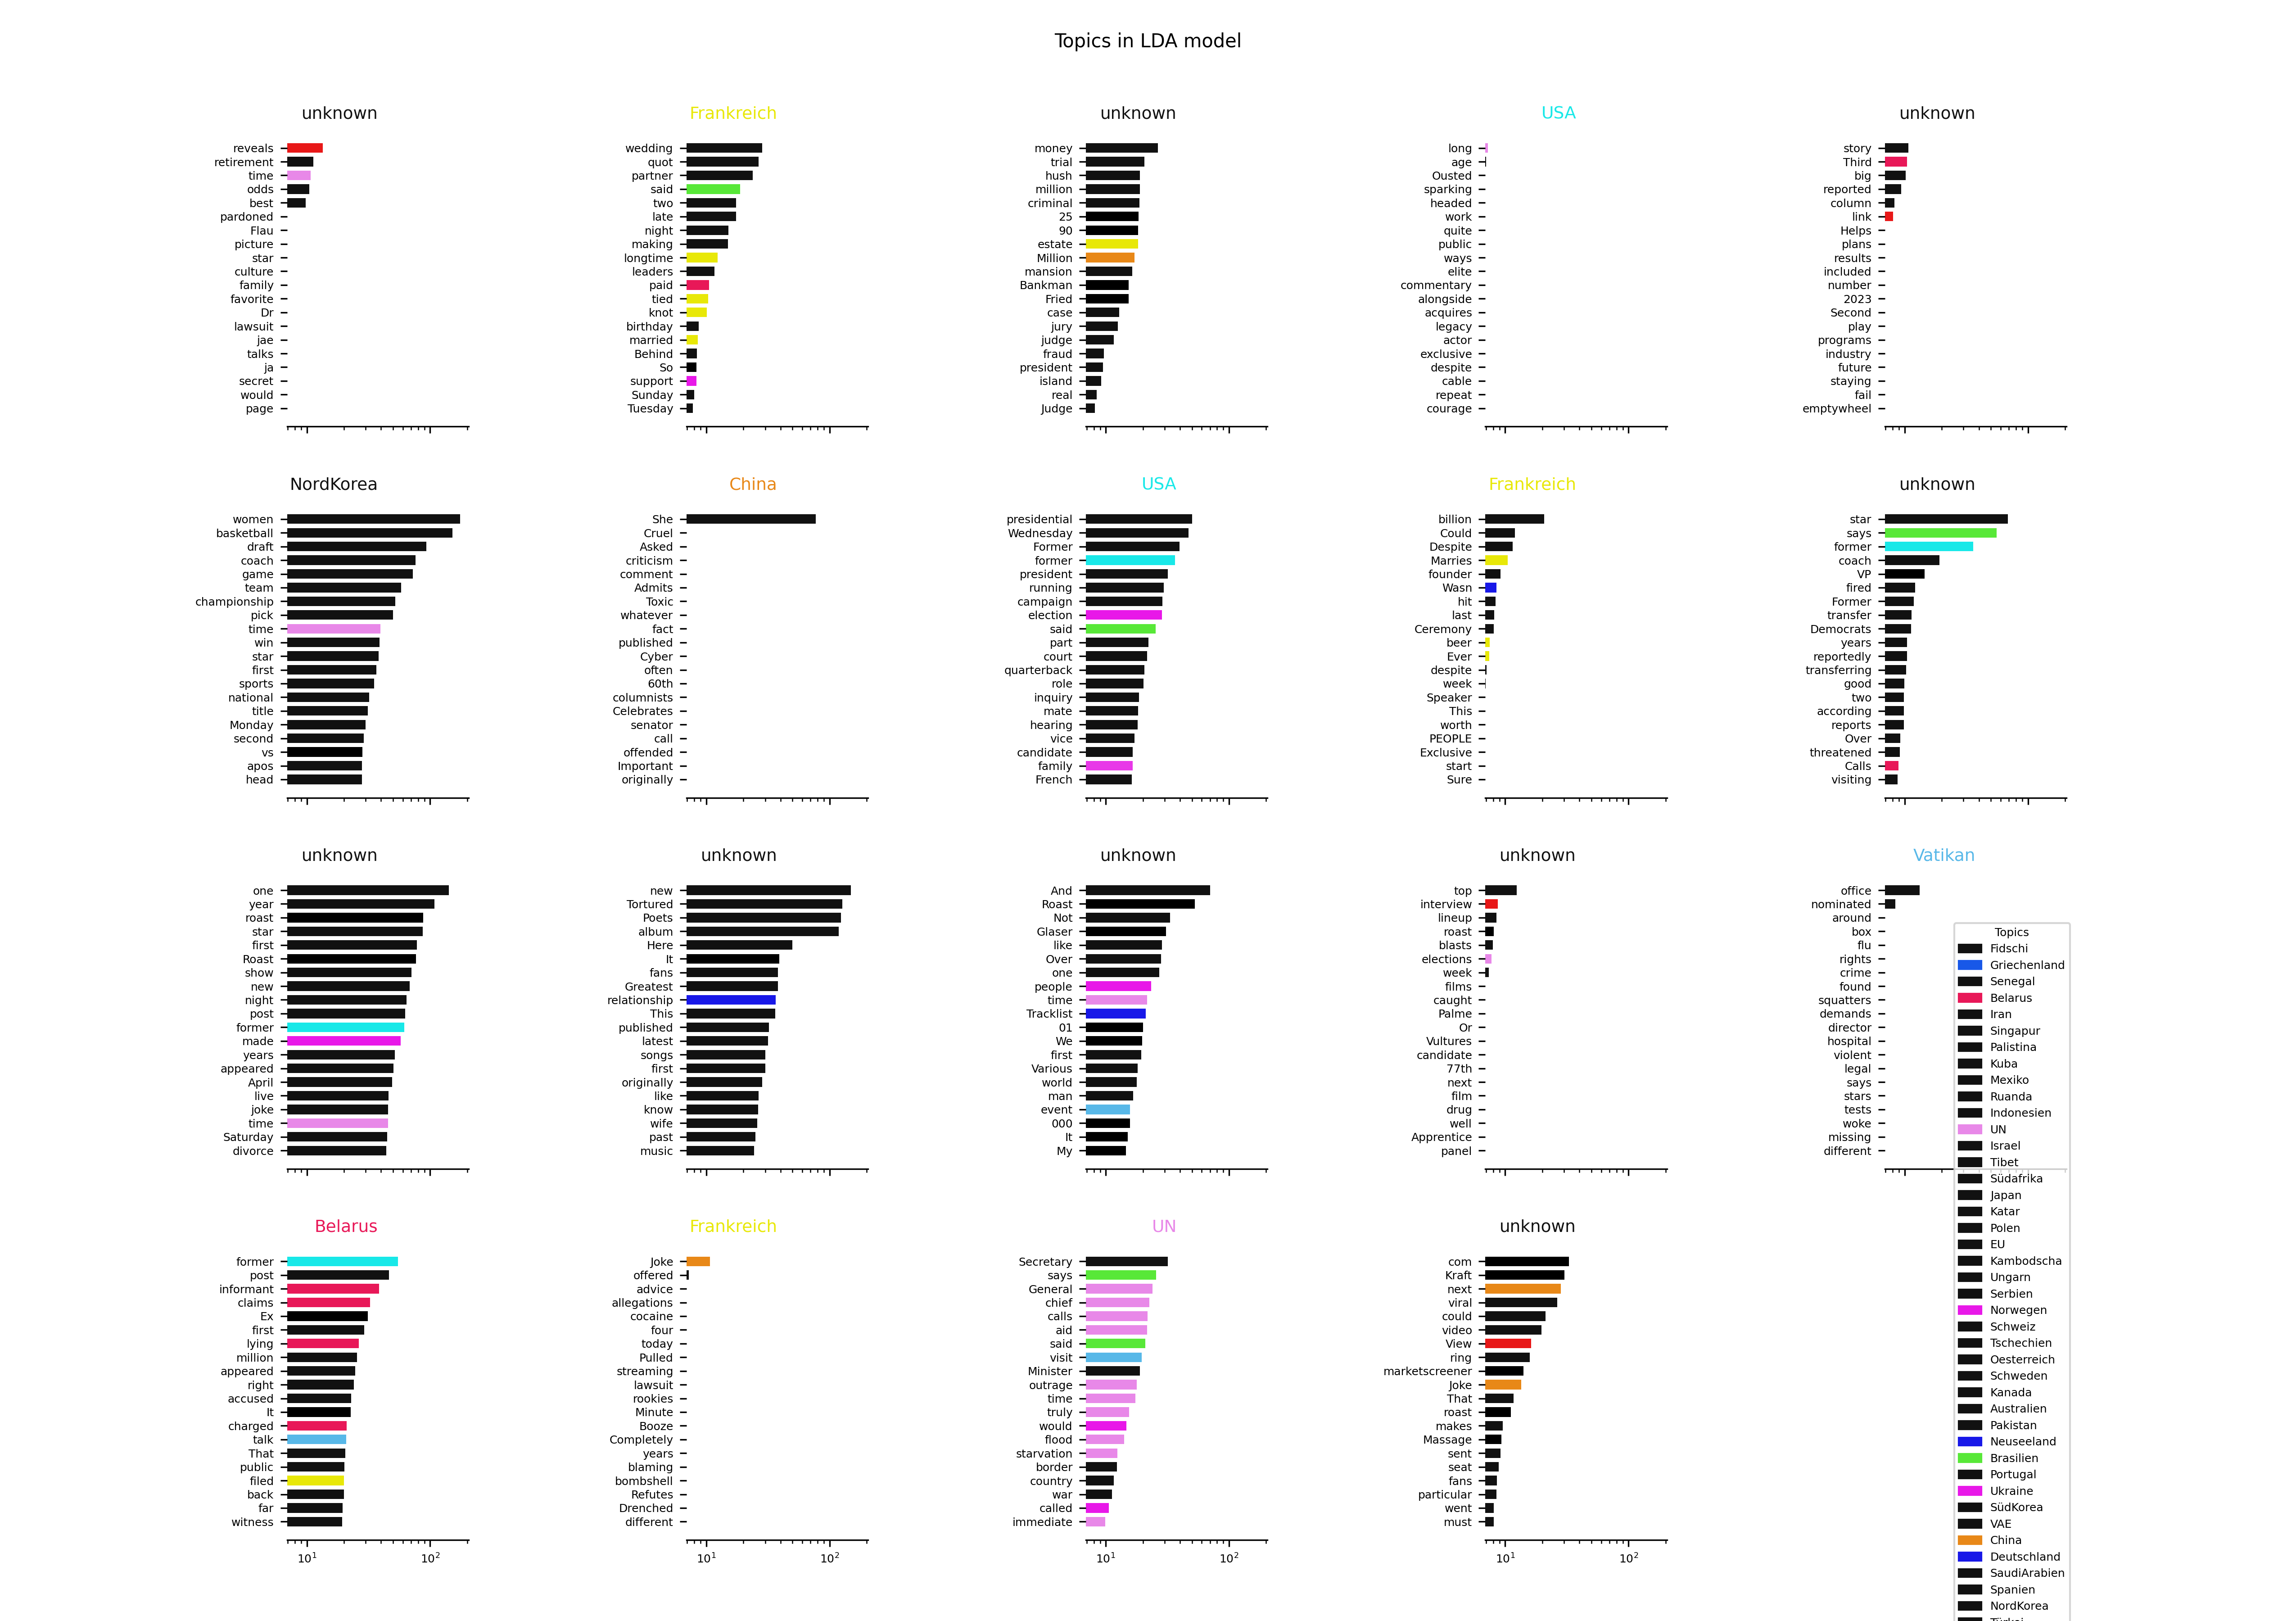 Topics in LDA model
unknown
reveals
retirement
time
odds
best
pardoned
Flau
picture
star
culture
family
favorite
Dr
lawsuit
jae
talks
ja
secret
would
page
Frankreich
wedding
quot
partner
said
two
late
night
making
longtime
leaders
paid
tied
knot
birthday
married
Behind
So
support
Sunday
Tuesday
unknown
money
trial
hush
million
criminal
25
90
estate
Million
mansion
Bankman
Fried
case
jury
judge
fraud
president
island
real
Judge
USA
long
age
Ousted
sparking
headed
work
quite
public
ways
elite
commentary
alongside
acquires
legacy
actor
exclusive
despite
cable
repeat
courage
unknown
story
Third
big
reported
column
link
Helps
plans
results
included
number
2023
Second
play
programs
industry
future
staying
fail
emptywheel
NordKorea
women
basketball
draft
coach
game
team
championship
pick
time
win
star
first
sports
national
title
Monday
second
vs
apos
head
China
She
Cruel
Asked
criticism
comment
Admits
Toxic
whatever
fact
published
Cyber
often
60th
columnists
Celebrates
senator
call
offended
Important
originally
USA
presidential
Wednesday
Former
former
president
running
campaign
election
said
part
court
quarterback
role
inquiry
mate
hearing
vice
candidate
family
French
Frankreich
billion
Could
Despite
Marries
founder
Wasn
hit
last
Ceremony
beer
Ever
despite
week
Speaker
This
worth
PEOPLE
Exclusive
start
Sure
unknown
star
says
former
coach
VP
fired
Former
transfer
Democrats
years
reportedly
transferring
good
two
according
reports
Over
threatened
Calls
visiting
unknown
one
year
roast
star
first
Roast
show
new
night
post
former
made
years
appeared
April
live
joke
time
Saturday
divorce
unknown
new
Tortured
Poets
album
Here
It
fans
Greatest
relationship
This
published
latest
songs
first
originally
like
know
wife
past
music
unknown
And
Roast
Not
Glaser
like
Over
one
people
time
Tracklist
01
We
first
Various
world
man
event
000
It
My
unknown
top
interview
lineup
roast
blasts
elections
week
films
caught
Palme
Or
Vultures
candidate
77th
next
film
drug
well
Apprentice
panel
Vatikan
office
nominated
around
box
flu
rights
crime
found
squatters
demands
director
hospital
violent
legal
says
stars
tests
woke
missing
different
Belarus
former
post
informant
claims
Ex
first
lying
million
appeared
right
accused
It
charged
talk
That
public
filed
back
far
witness
10^1 10^2
Frankreich
Joke
offered
advice
allegations
cocaine
four
today
Pulled
streaming
lawsuit
rookies
Minute
Booze
Completely
years
blaming
bombshell
Refutes
Drenched
different
10^1 10^2
UN
Secretary
says
General
chief
calls
aid
said
visit
Minister
outrage
time
truly
would
flood
starvation
border
country
war
called
immediate
10^1 10^2
unknown
com
Kraft
next
viral
could
video
View
ring
marketscreener
Joke
That
roast
makes
Massage
sent
seat
fans
particular
went
must
10^1 10^2
Topics
Fidschi
Griechenland
Senegal
Belarus
Iran
Singapur
Palistina
Kuba
Mexiko
Ruanda
Indonesien
UN
Israel
Tibet
Südafrika
Japan
Katar
Polen
EU
Kambodscha
Ungarn
Serbien
Norwegen
Schweiz
Tschechien
Oesterreich
Schweden
Kanada
Australien
Pakistan
Neuseeland
Brasilien
Portugal
Ukraine
SüdKorea
VAE
China
Deutschland
SaudiArabien
Spanien
NordKorea